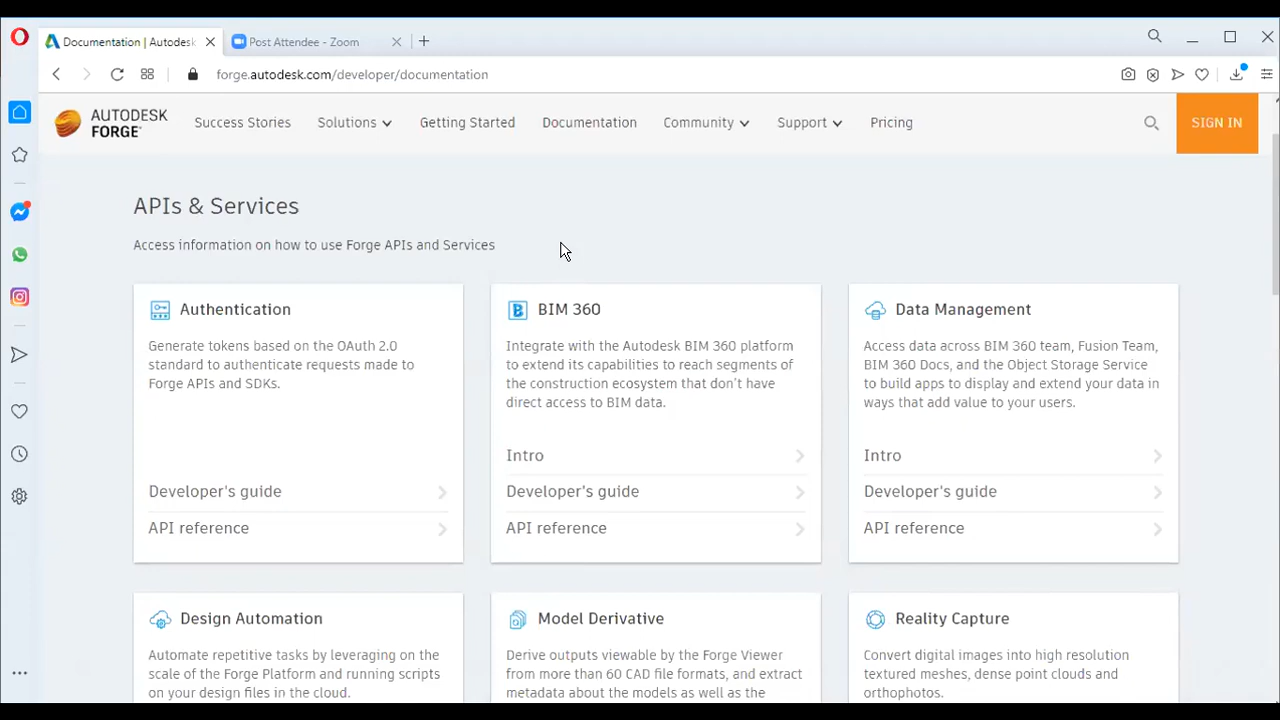 Documentation | Autodesk
Post Attendee - Zoom
forge.autodesk.com/developer/documentation
AUTODESK
FORGE
Success Stories
Solutions
Getting Started
Documentation
Community
Support
Pricing
SIGN IN
APIs & Services
Access information on how to use Forge APIs and Services
Authentication
Generate tokens based on the OAuth 2.0
standard to authenticate requests made to
Forge APIs and SDKs.
Developer's guide
API reference
BIM 360
Integrate with the Autodesk BIM 360 platform
to extend its capabilities to reach segments of
the construction ecosystem that don't have
direct access to BIM data.
Intro
Developer's guide
API reference
Data Management
Access data across BIM 360 team, Fusion Team,
BIM 360 Docs, and the Object Storage Service
to build apps to display and extend your data in
ways that add value to your users.
Intro
Developer's guide
API reference
Design Automation
Automate repetitive tasks by leveraging on the
scale of the Forge Platform and running scripts
on your design files in the cloud.
Model Derivative
Derive outputs viewable by the Forge Viewer
from more than 60 CAD file formats, and extract
metadata about the models as well as the
Reality Capture
Convert digital images into high resolution
textured meshes, dense point clouds and
orthophotos.